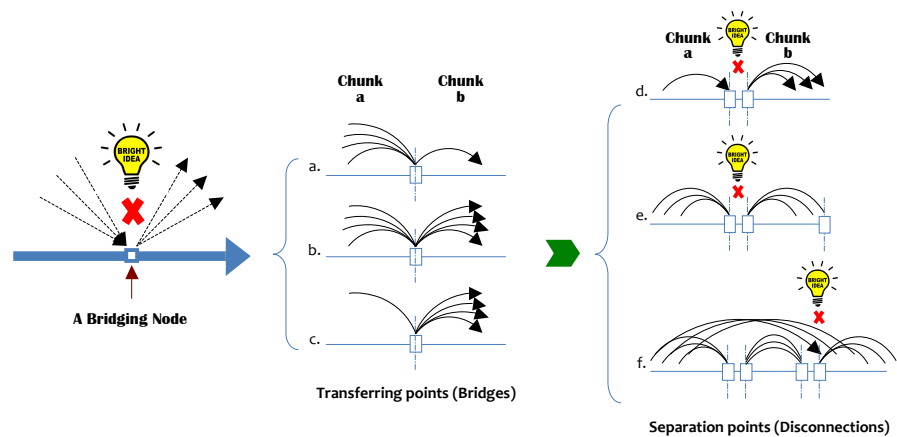 BRIGHT
IDEA
A Bridging Node
Chunk
a
Chunk
b
a.
b.
c.
Transferring points (Bridges)
BRIGHT
IDEA
Chunk
a
Chunk
b
d.
BRIGHT
IDEA
e.
BRIGHT
IDEA
f.
Separation points (Disconnections)